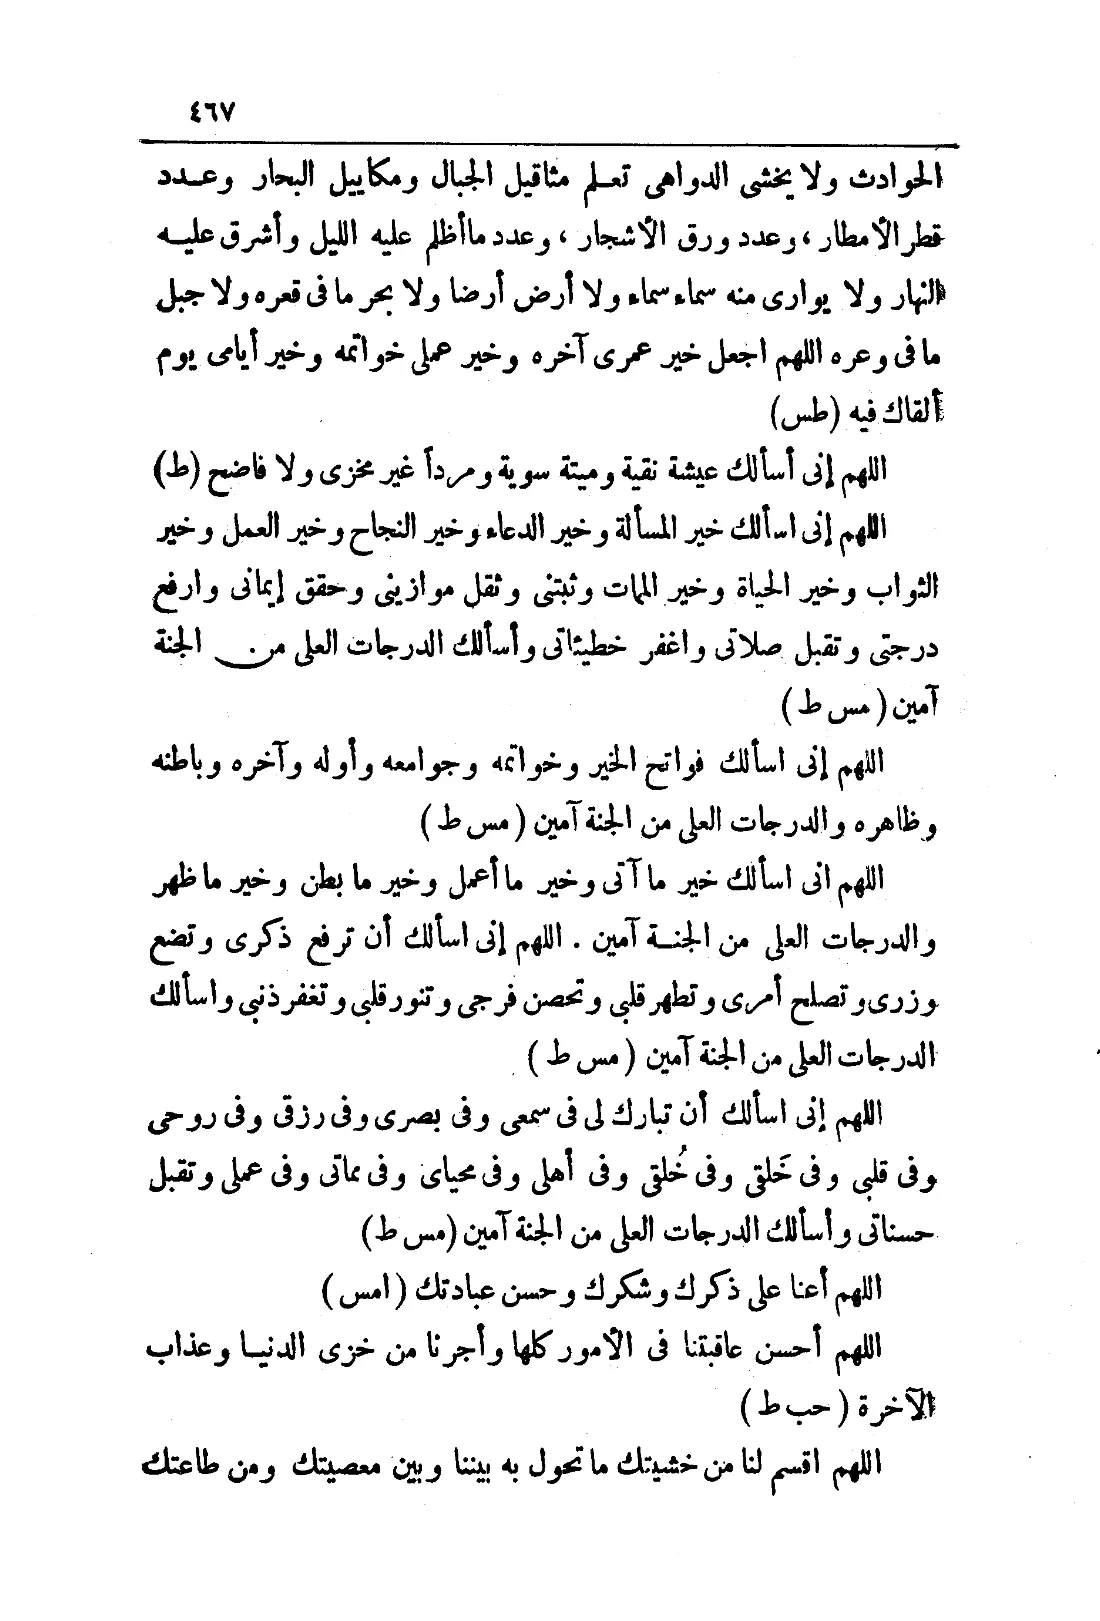 ٤٦٧
الحوادث ولا يخشى الدواهى تعلم مثاقيل الجبال ومكاييل البحار وعدد
قطر الأمطار ، وعدد ورق الأشجار ، وعدد ما أظلم عليه الليل وأشرق عليه
النهار ولا يوارى منه سماء سماء ولا أرض أرضا ولا بحر ما فى قعره ولا جبل
ما فى وعره اللهم اجعل خير عمرى آخره وخير عملى خواتمه وخير أيامى يوم
ألقاك فيه (طس)
اللهم إنى أسألك عيشة نقية وميتة سوية ومرداً غير مخزى ولا فاضح (ط)
اللهم إنى اسألك خير المسألة وخير الدعاء وخير النجاح وخير العمل وخير
الثواب وخير الحياة وخير الممات وثبتنى وثقل موازينى وحقق إيمانى وارفع
درجتى وتقبل صلاتى واغفر خطيئاتى وأسألك الدرجات العلى من الجنة
آمين (مس ط)
اللهم إنى اسألك فواتح الخير وخواتمه وجوامعه وأوله وآخره وباطنه
وظاهره والدرجات العلى من الجنة آمين (مس ط)
اللهم انى اسألك خير ما آتى وخير ما أعمل وخير ما بطن وخير ما ظهر
والدرجات العلى من الجنة آمين . اللهم إنى اسألك أن ترفع ذكرى وتضع
وزرى وتصلح أمرى وتطهر قلبى وتحصن فرجى وتنور قلبى وتغفر ذنبى واسألك
الدرجات العلى من الجنة آمين (مس ط)
اللهم إنى اسألك أن تبارك لى فى سمعى وفى بصرى وفى رزقى وفى روحى
وفى قلبى وفى خَلقى وفى خُلقى وفى أهلى وفى محياى وفى مماتى وفى عملى وتقبل
حسناتى وأسألك الدرجات العلى من الجنة آمين (مس ط)
اللهم أعنا على ذكرك وشكرك وحسن عبادتك (امس)
اللهم أحسن عاقبتنا فى الأمور كلها وأجرنا من خزى الدنيا وعذاب
الآخرة (حب ط)
اللهم اقسم لنا من خشيتك ما تحول به بيننا وبين معصيتك ومن طاعتك